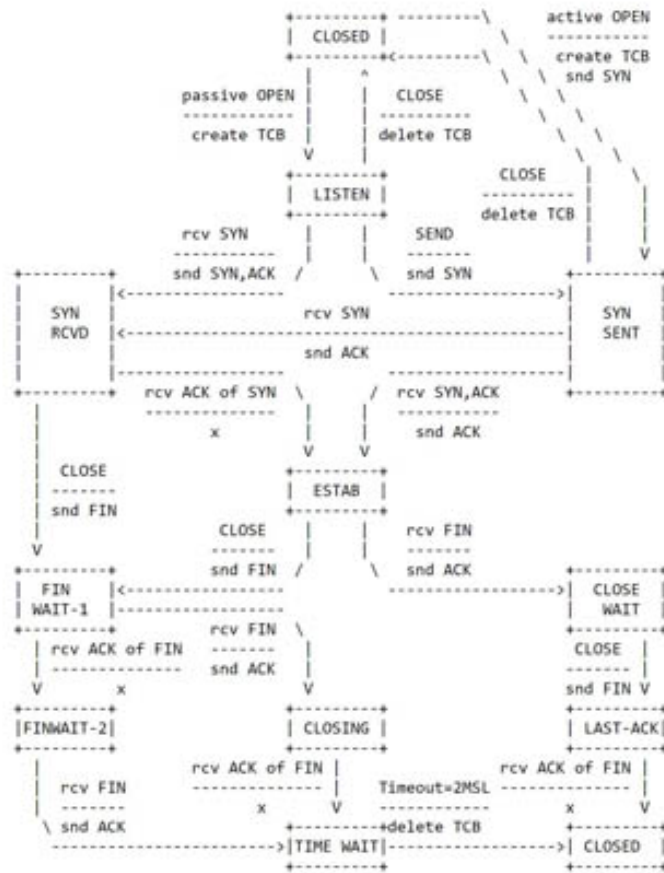 +---------+ ---------\ active OPEN
| CLOSED | \ -----------
+---------+<---------\ \ create TCB
| ^ \ \ snd SYN
passive OPEN | | CLOSE \ \
------------ | | ---------- \ \
create TCB | | delete TCB \ \
V | \ \
+---------+ CLOSE | \
| LISTEN | ---------- | |
+---------+ delete TCB | |
rcv SYN | | SEND | |
----------- | | ------- | V
+---------+ snd SYN,ACK / \ snd SYN +---------+
| |<----------------- ------------------>| |
| SYN | rcv SYN | SYN |
| RCVD |<-----------------------------------------------| SENT |
| | snd ACK | |
| |------------------ -------------------| |
+---------+ rcv ACK of SYN \ / rcv SYN,ACK +---------+
| -------------- | | -----------
| x | | snd ACK
| V V
| CLOSE +---------+
| ------- | ESTAB |
| snd FIN +---------+
| CLOSE | | rcv FIN
V ------- | | -------
+---------+ snd FIN / \ snd ACK +---------+
| FIN |<----------------- ------------------>| CLOSE |
| WAIT-1 |------------------ | WAIT |
+---------+ rcv FIN \ +---------+
| rcv ACK of FIN ------- | CLOSE |
| -------------- snd ACK | ------- |
V x V snd FIN V
+---------+ +---------+ +---------+
|FINWAIT-2| | CLOSING | | LAST-ACK|
+---------+ +---------+ +---------+
| rcv ACK of FIN | rcv ACK of FIN |
| rcv FIN -------------- | Timeout=2MSL -------------- |
| ------- x V ------------ x V
\ snd ACK +---------+delete TCB +---------+
------------------------>|TIME WAIT|------------------>| CLOSED |
+---------+ +---------+